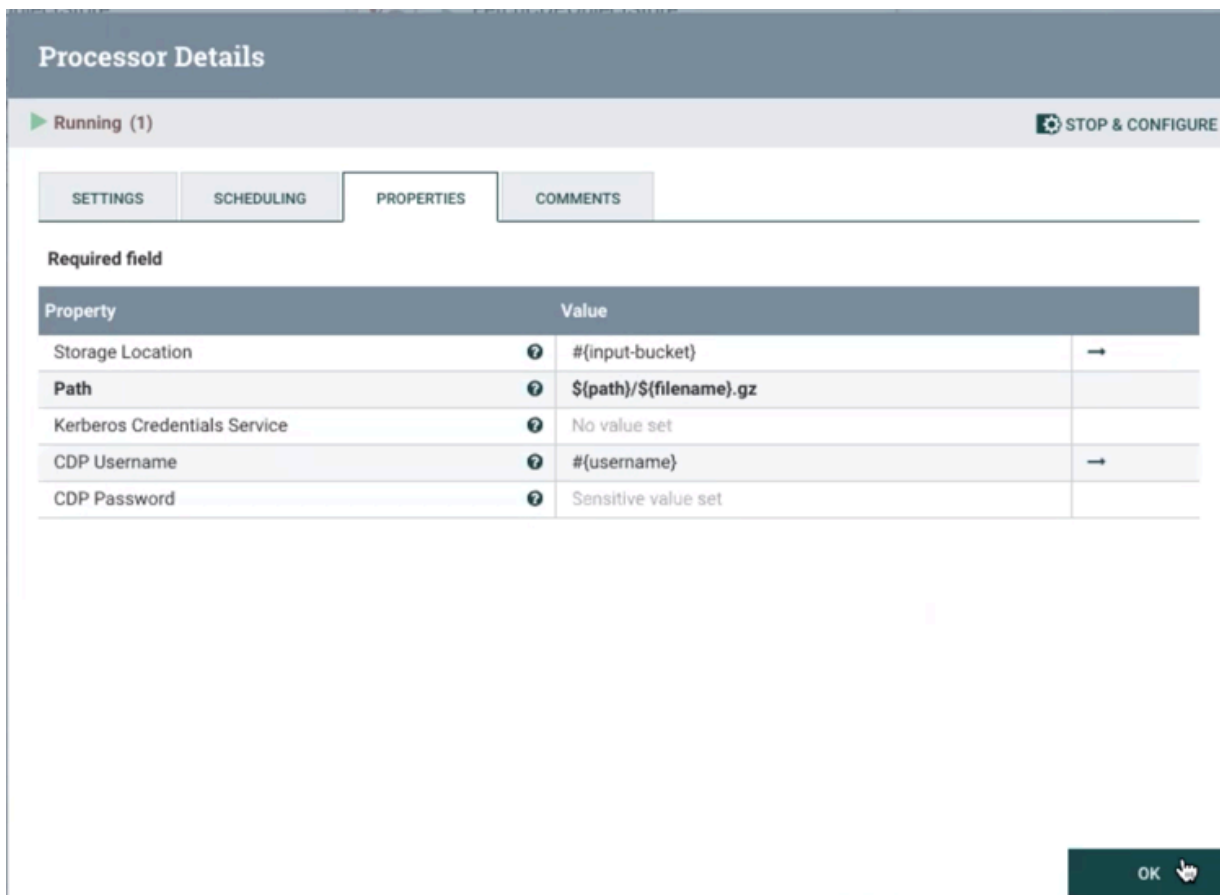 Processor Details
Running (1)
STOP & CONFIGURE
SETTINGS SCHEDULING PROPERTIES COMMENTS
Required field
Property Value
Storage Location #{input-bucket}
Path ${path}/${filename}.gz
Kerberos Credentials Service No value set
CDP Username #{username}
CDP Password Sensitive value set
OK